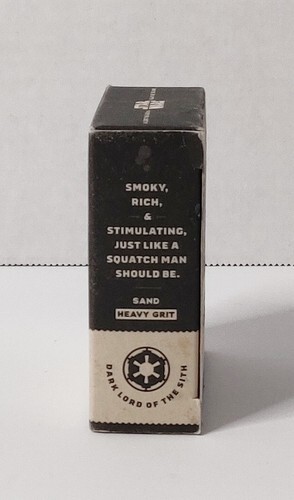 SMOKY,
RICH,
&
STIMULATING,
JUST LIKE A
SQUATCH MAN
SHOULD BE.
SAND
HEAVY GRIT
DARK LORD OF THE SITH